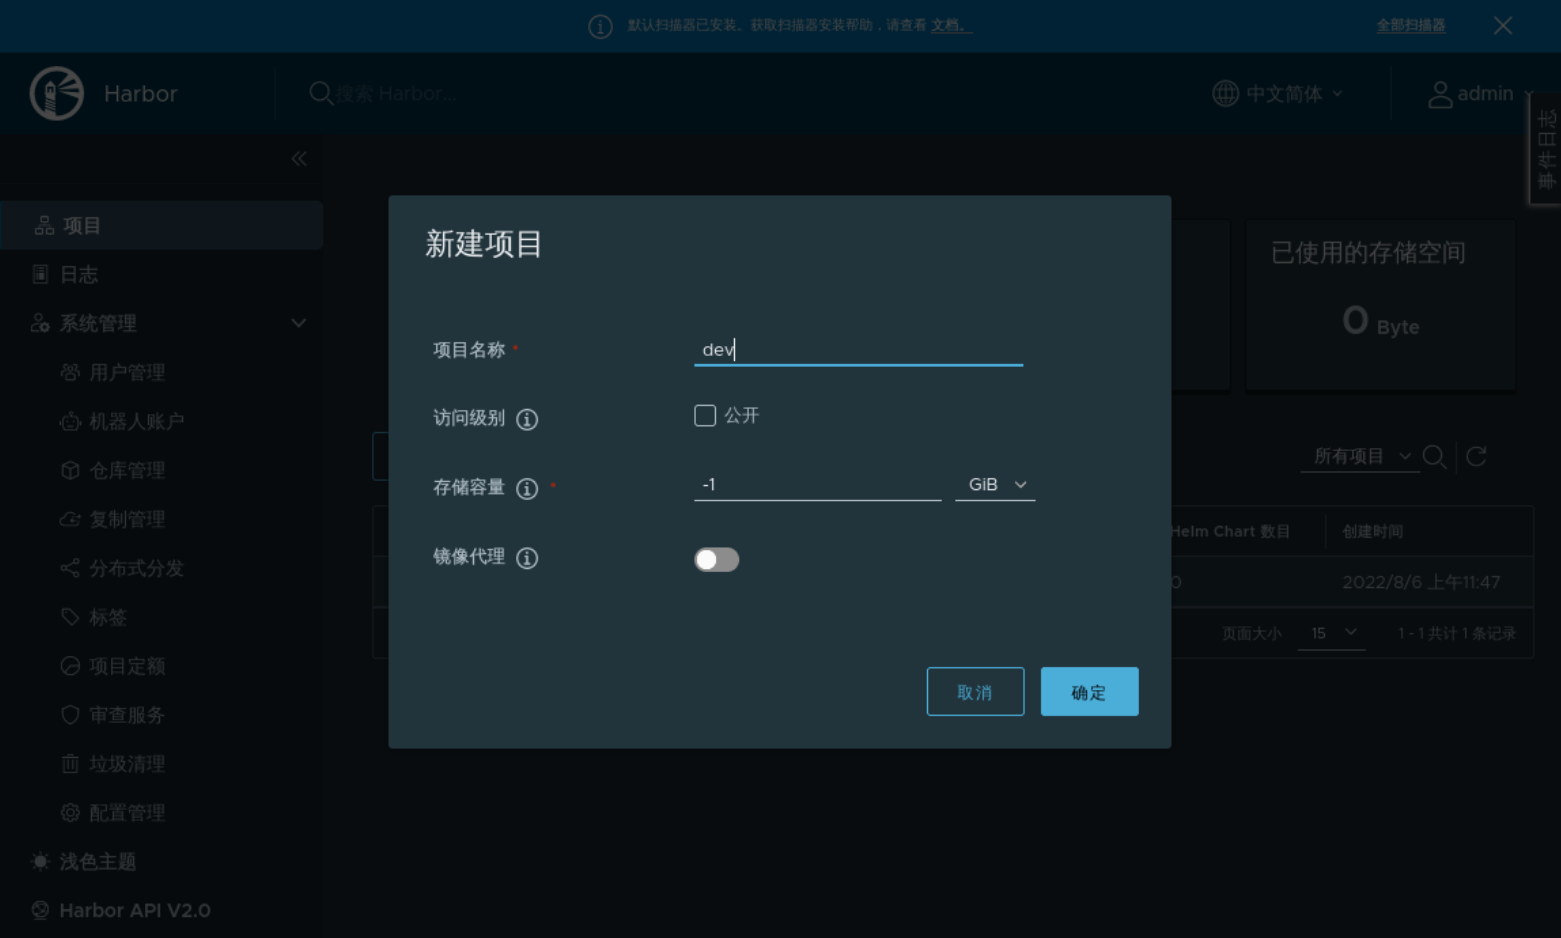 默认扫描器已安装。获取扫描器安装帮助，请查看 文档。
全部扫描器
Harbor
搜索 Harbor...
中文简体
admin
事件日志
项目
日志
系统管理
用户管理
机器人账户
仓库管理
复制管理
分布式分发
标签
项目定额
审查服务
垃圾清理
配置管理
浅色主题
Harbor API V2.0
已使用的存储空间
0 Byte
所有项目
Helm Chart 数目
创建时间
0
2022/8/6 上午11:47
页面大小 15 1 - 1 共计 1 条记录
新建项目
项目名称 *
dev
访问级别
公开
存储容量 *
-1
GiB
镜像代理
取消
确定